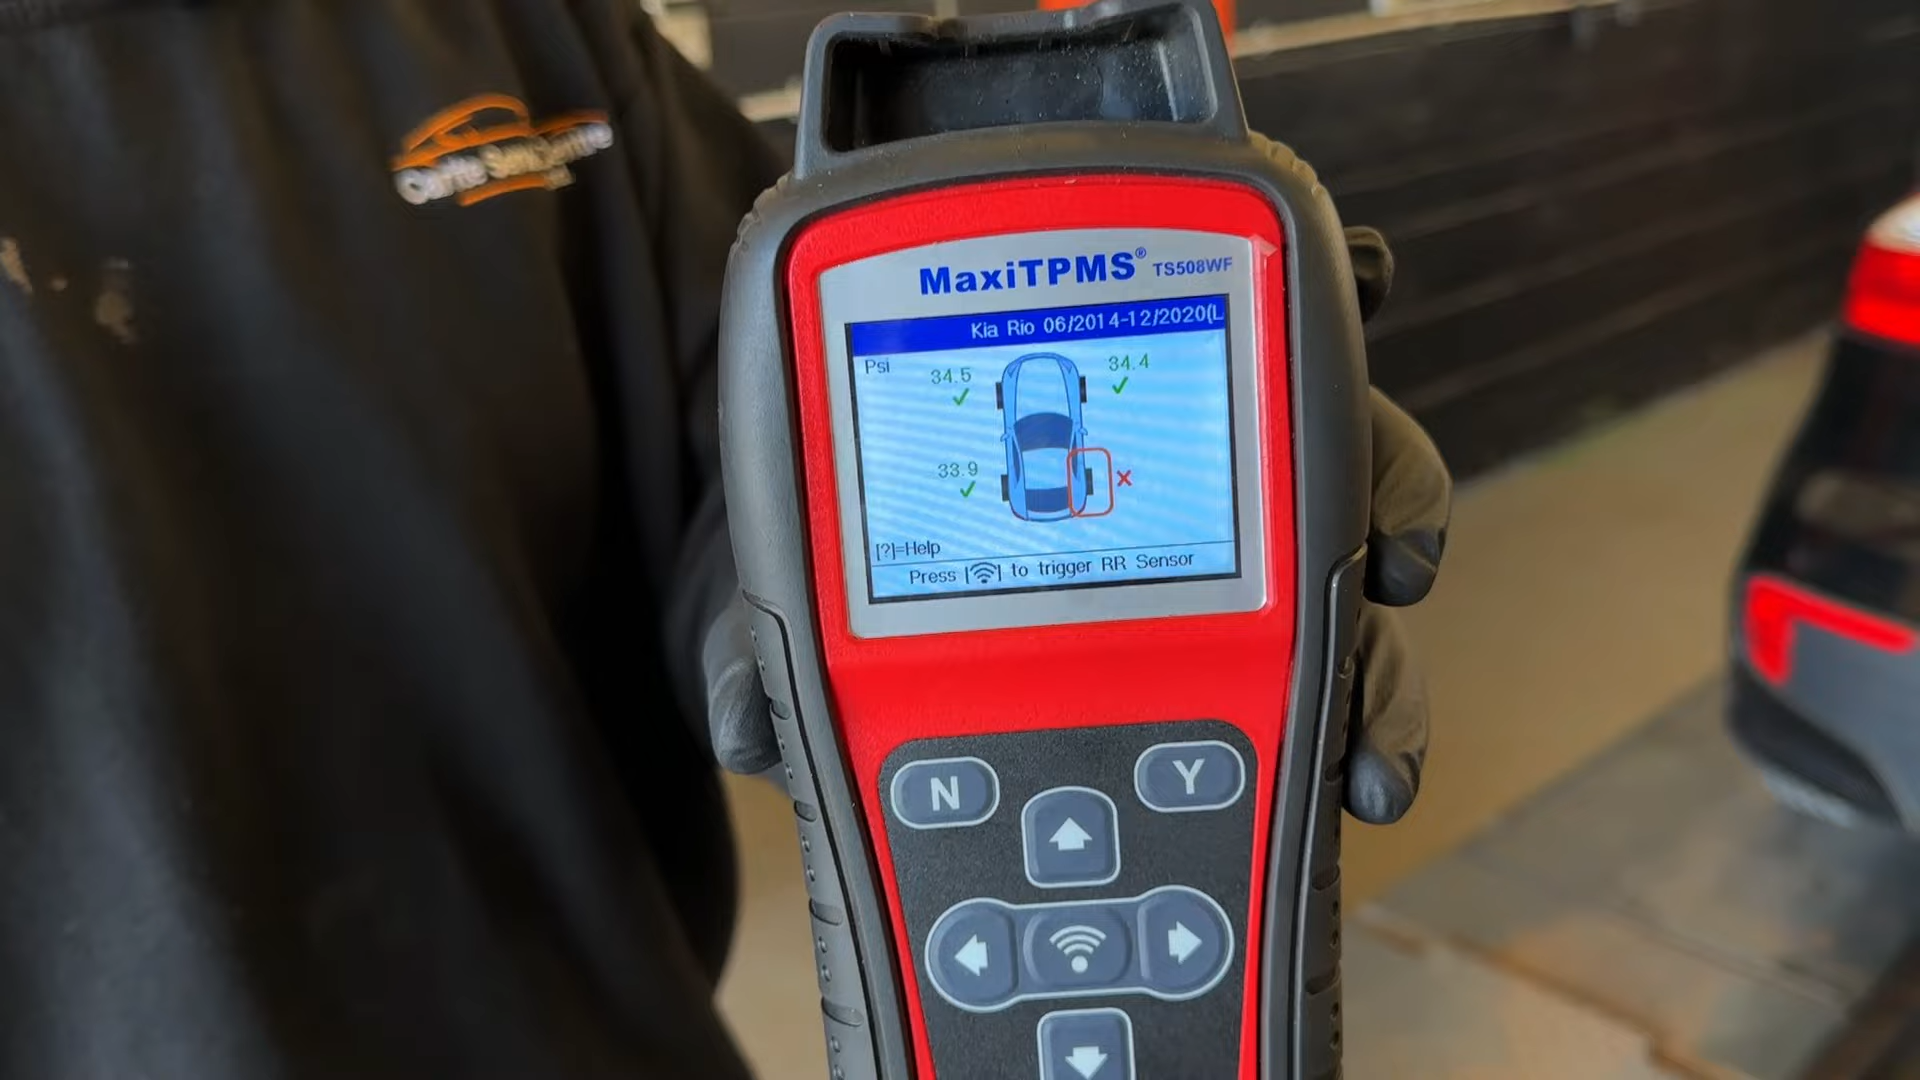 MaxiTPMS® TS508WF
Kia Rio 06/2014-12/2020(L
Psi
34.5
34.4
33.9
[?]=Help
Press [ ] to trigger RR Sensor
N
Y